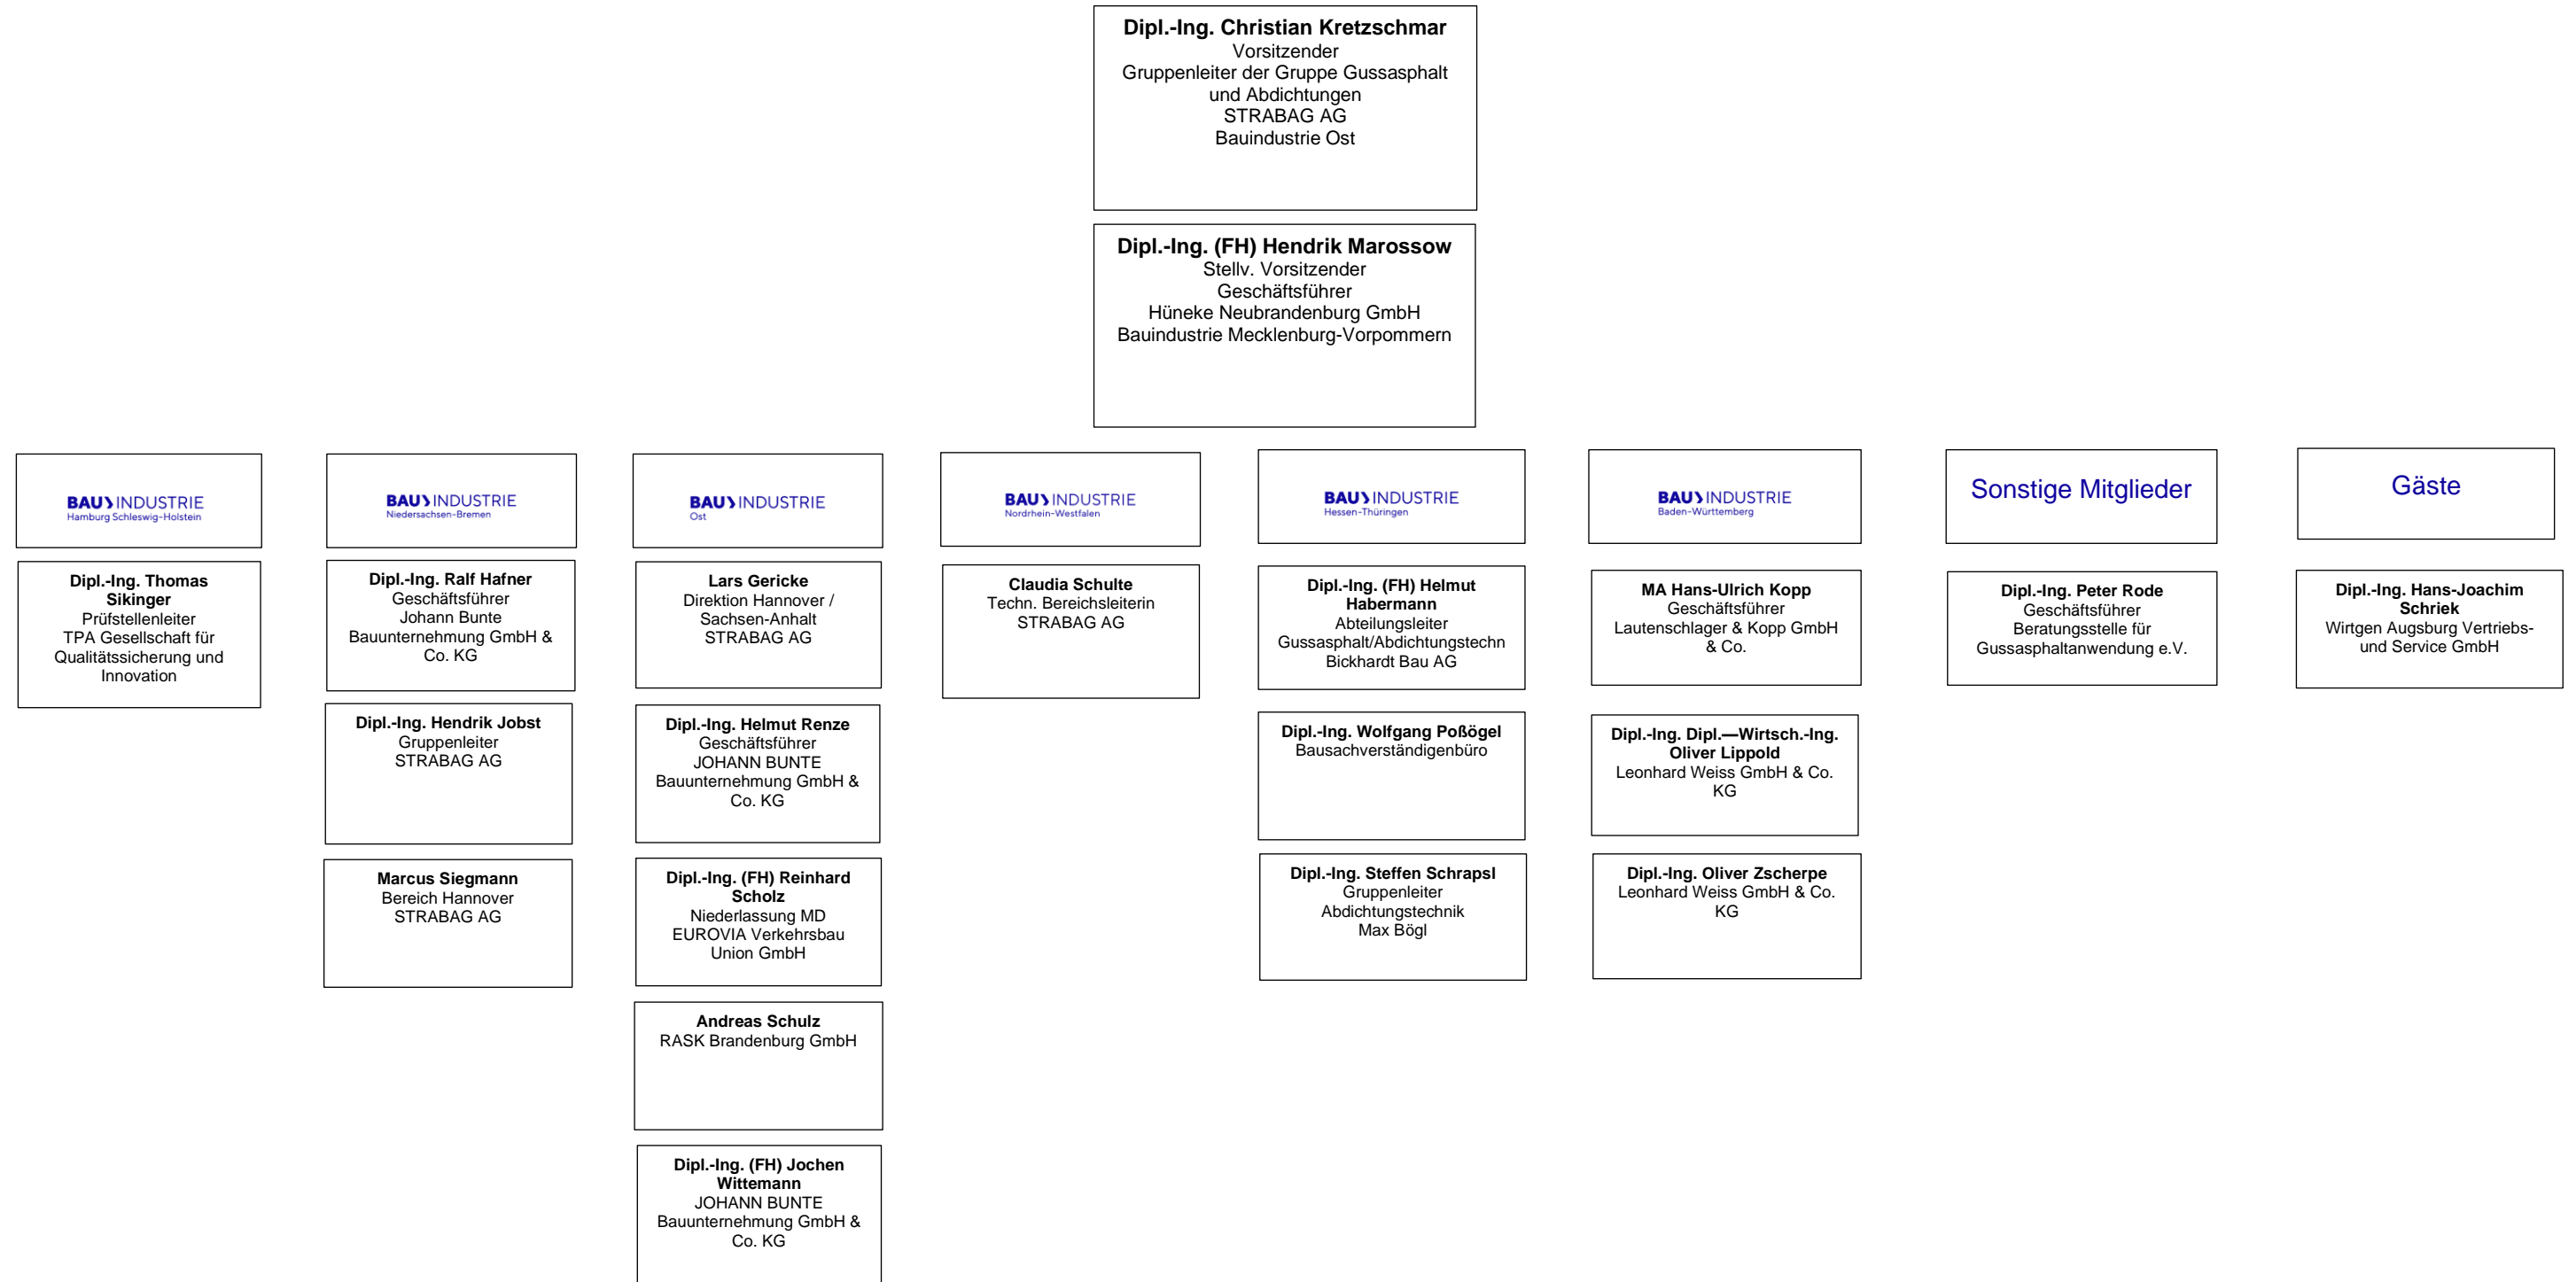 Dipl.-Ing. Christian Kretzschmar
Vorsitzender
Gruppenleiter der Gruppe Gussasphalt
und Abdichtungen
STRABAG AG
Bauindustrie Ost
Dipl.-Ing. (FH) Hendrik Marossow
Stellv. Vorsitzender
Geschäftsführer
Hüneke Neubrandenburg GmbH
Bauindustrie Mecklenburg-Vorpommern
BAU INDUSTRIE
Hamburg Schleswig-Holstein
Dipl.-Ing. Thomas
Sikinger
Prüfstellenleiter
TPA Gesellschaft für
Qualitätssicherung und
Innovation
BAU INDUSTRIE
Niedersachsen-Bremen
Dipl.-Ing. Ralf Hafner
Geschäftsführer
Johann Bunte
Bauunternehmung GmbH &
Co. KG
Dipl.-Ing. Hendrik Jobst
Gruppenleiter
STRABAG AG
Marcus Siegmann
Bereich Hannover
STRABAG AG
BAU INDUSTRIE
Ost
Lars Gericke
Direktion Hannover /
Sachsen-Anhalt
STRABAG AG
Dipl.-Ing. Helmut Renze
Geschäftsführer
JOHANN BUNTE
Bauunternehmung GmbH &
Co. KG
Dipl.-Ing. (FH) Reinhard
Scholz
Niederlassung MD
EUROVIA Verkehrsbau
Union GmbH
Andreas Schulz
RASK Brandenburg GmbH
Dipl.-Ing. (FH) Jochen
Wittemann
JOHANN BUNTE
Bauunternehmung GmbH &
Co. KG
BAU INDUSTRIE
Nordrhein-Westfalen
Claudia Schulte
Techn. Bereichsleiterin
STRABAG AG
BAU INDUSTRIE
Hessen-Thüringen
Dipl.-Ing. (FH) Helmut
Habermann
Abteilungsleiter
Gussasphalt/Abdichtungstechn
Bickhardt Bau AG
Dipl.-Ing. Wolfgang Poßögel
Bausachverständigenbüro
Dipl.-Ing. Steffen Schrapsl
Gruppenleiter
Abdichtungstechnik
Max Bögl
BAU INDUSTRIE
Baden-Württemberg
MA Hans-Ulrich Kopp
Geschäftsführer
Lautenschlager & Kopp GmbH
& Co.
Dipl.-Ing. Dipl.—Wirtsch.-Ing.
Oliver Lippold
Leonhard Weiss GmbH & Co.
KG
Dipl.-Ing. Oliver Zscherpe
Leonhard Weiss GmbH & Co.
KG
Sonstige Mitglieder
Dipl.-Ing. Peter Rode
Geschäftsführer
Beratungsstelle für
Gussasphaltanwendung e.V.
Gäste
Dipl.-Ing. Hans-Joachim
Schriek
Wirtgen Augsburg Vertriebs-
und Service GmbH